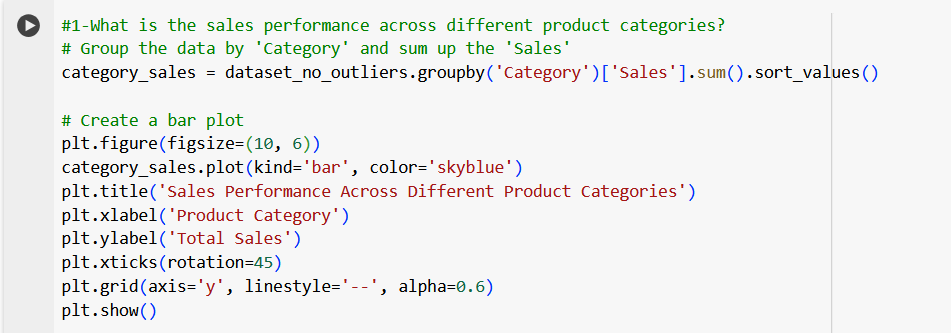 #1-What is the sales performance across different product categories?
# Group the data by 'Category' and sum up the 'Sales'
category_sales = dataset_no_outliers.groupby('Category')['Sales'].sum().sort_values()
# Create a bar plot
plt.figure(figsize=(10, 6))
category_sales.plot(kind='bar', color='skyblue')
plt.title('Sales Performance Across Different Product Categories')
plt.xlabel('Product Category')
plt.ylabel('Total Sales')
plt.xticks(rotation=45)
plt.grid(axis='y', linestyle='--', alpha=0.6)
plt.show()